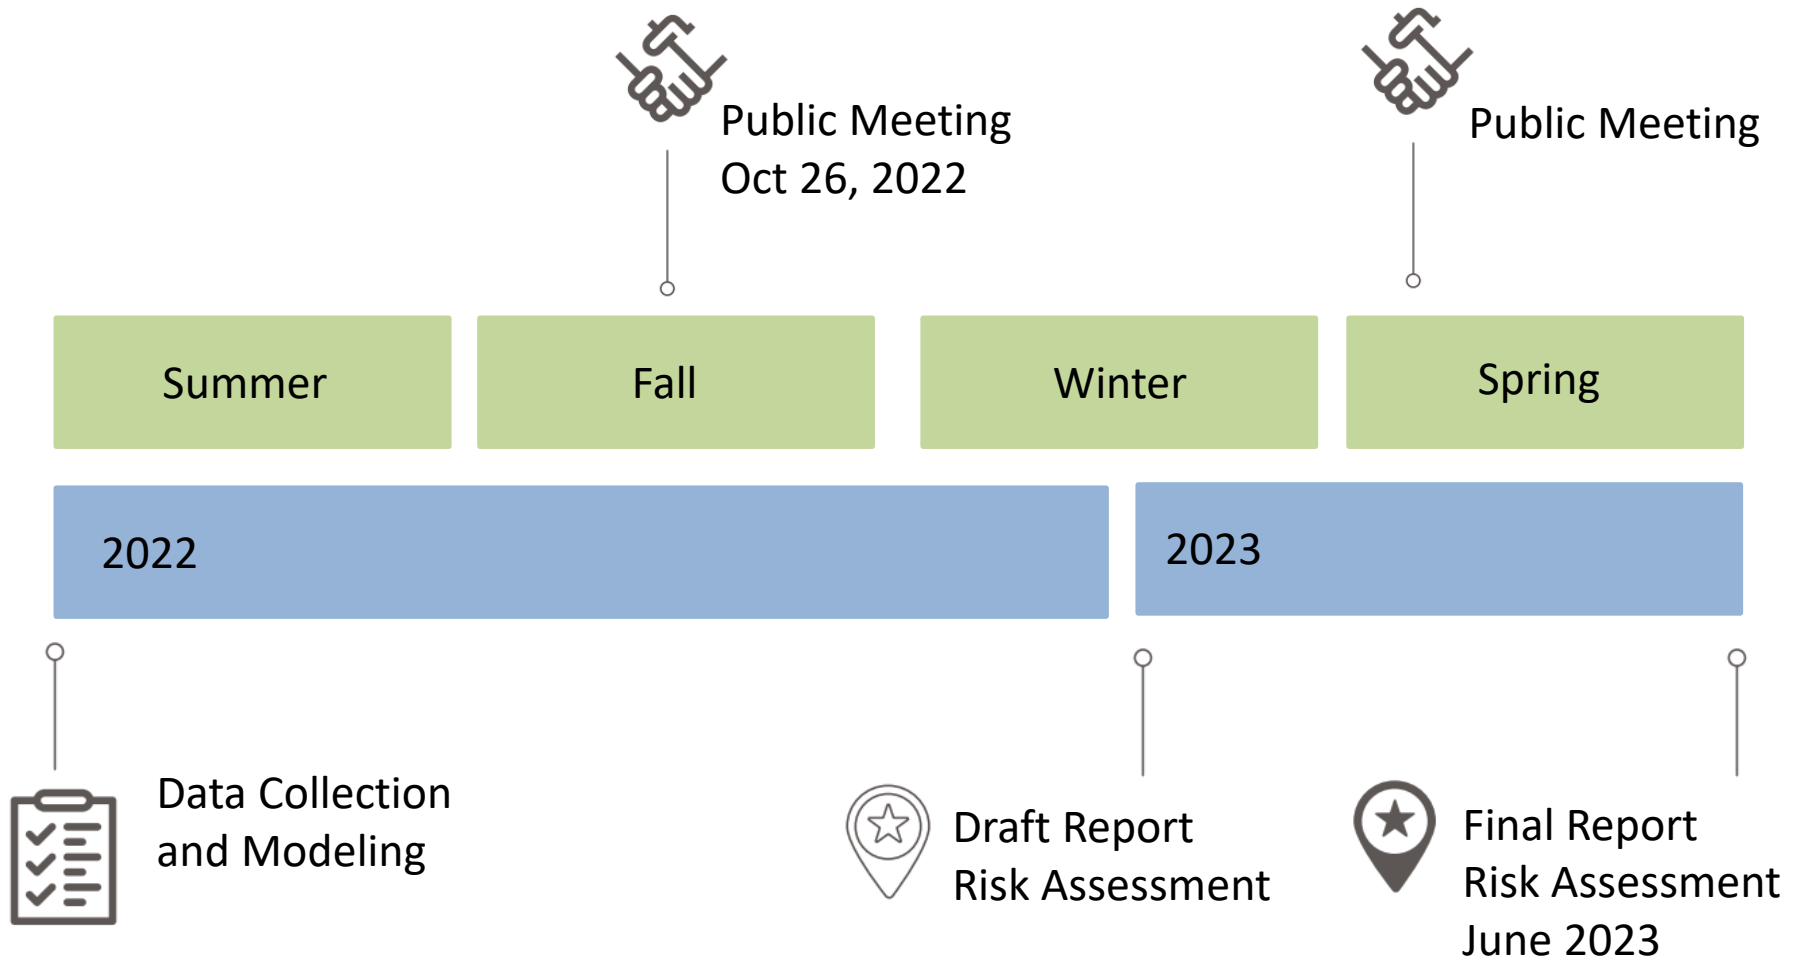 Public Meeting
Oct 26, 2022
Public Meeting
Summer
Fall
Winter
Spring
2022
2023
Data Collection
and Modeling
Draft Report
Risk Assessment
Final Report
Risk Assessment
June 2023